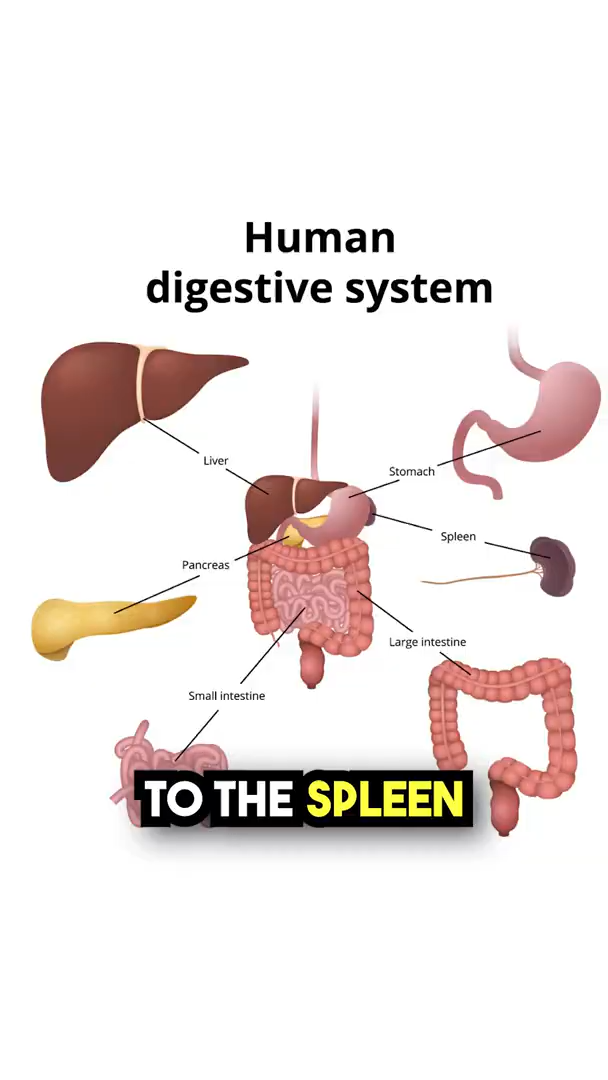 Human
digestive system
Liver
Stomach
Spleen
Pancreas
Large intestine
Small intestine
TO THE SPLEEN